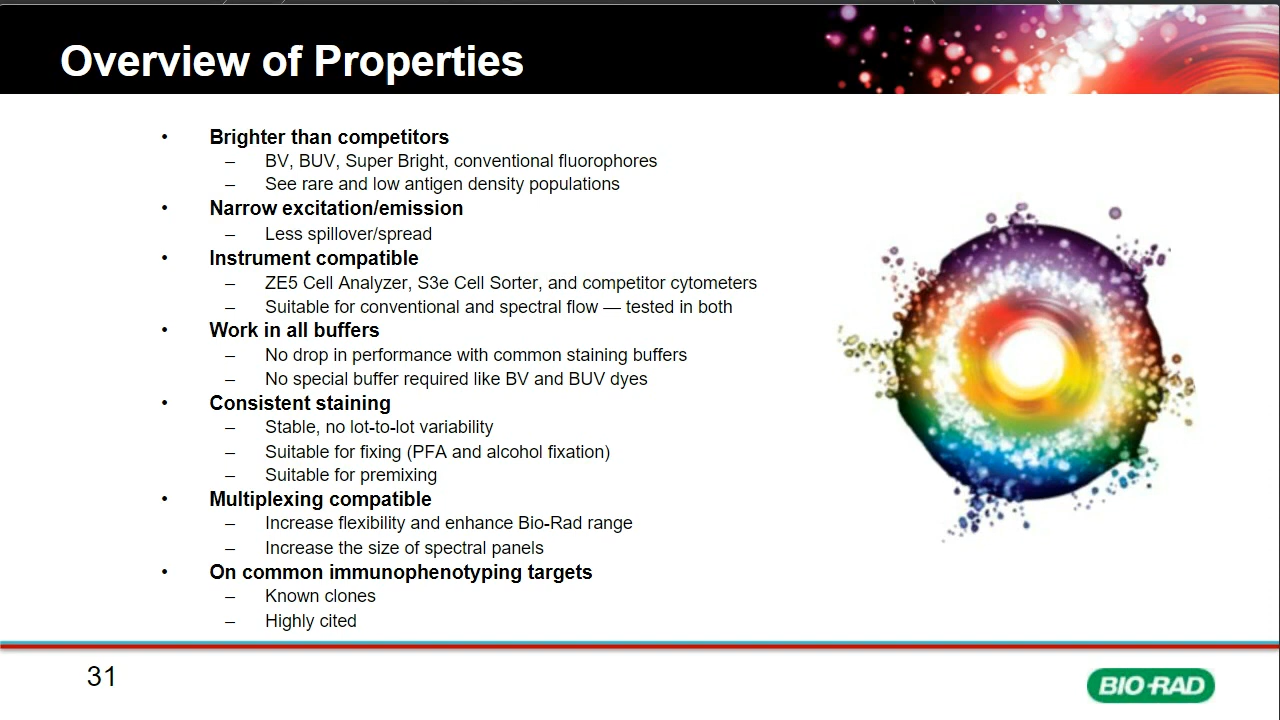 Overview of Properties
• Brighter than competitors
– BV, BUV, Super Bright, conventional fluorophores
– See rare and low antigen density populations
• Narrow excitation/emission
– Less spillover/spread
• Instrument compatible
– ZE5 Cell Analyzer, S3e Cell Sorter, and competitor cytometers
– Suitable for conventional and spectral flow — tested in both
• Work in all buffers
– No drop in performance with common staining buffers
– No special buffer required like BV and BUV dyes
• Consistent staining
– Stable, no lot-to-lot variability
– Suitable for fixing (PFA and alcohol fixation)
– Suitable for premixing
• Multiplexing compatible
– Increase flexibility and enhance Bio-Rad range
– Increase the size of spectral panels
• On common immunophenotyping targets
– Known clones
– Highly cited
31
BIO-RAD